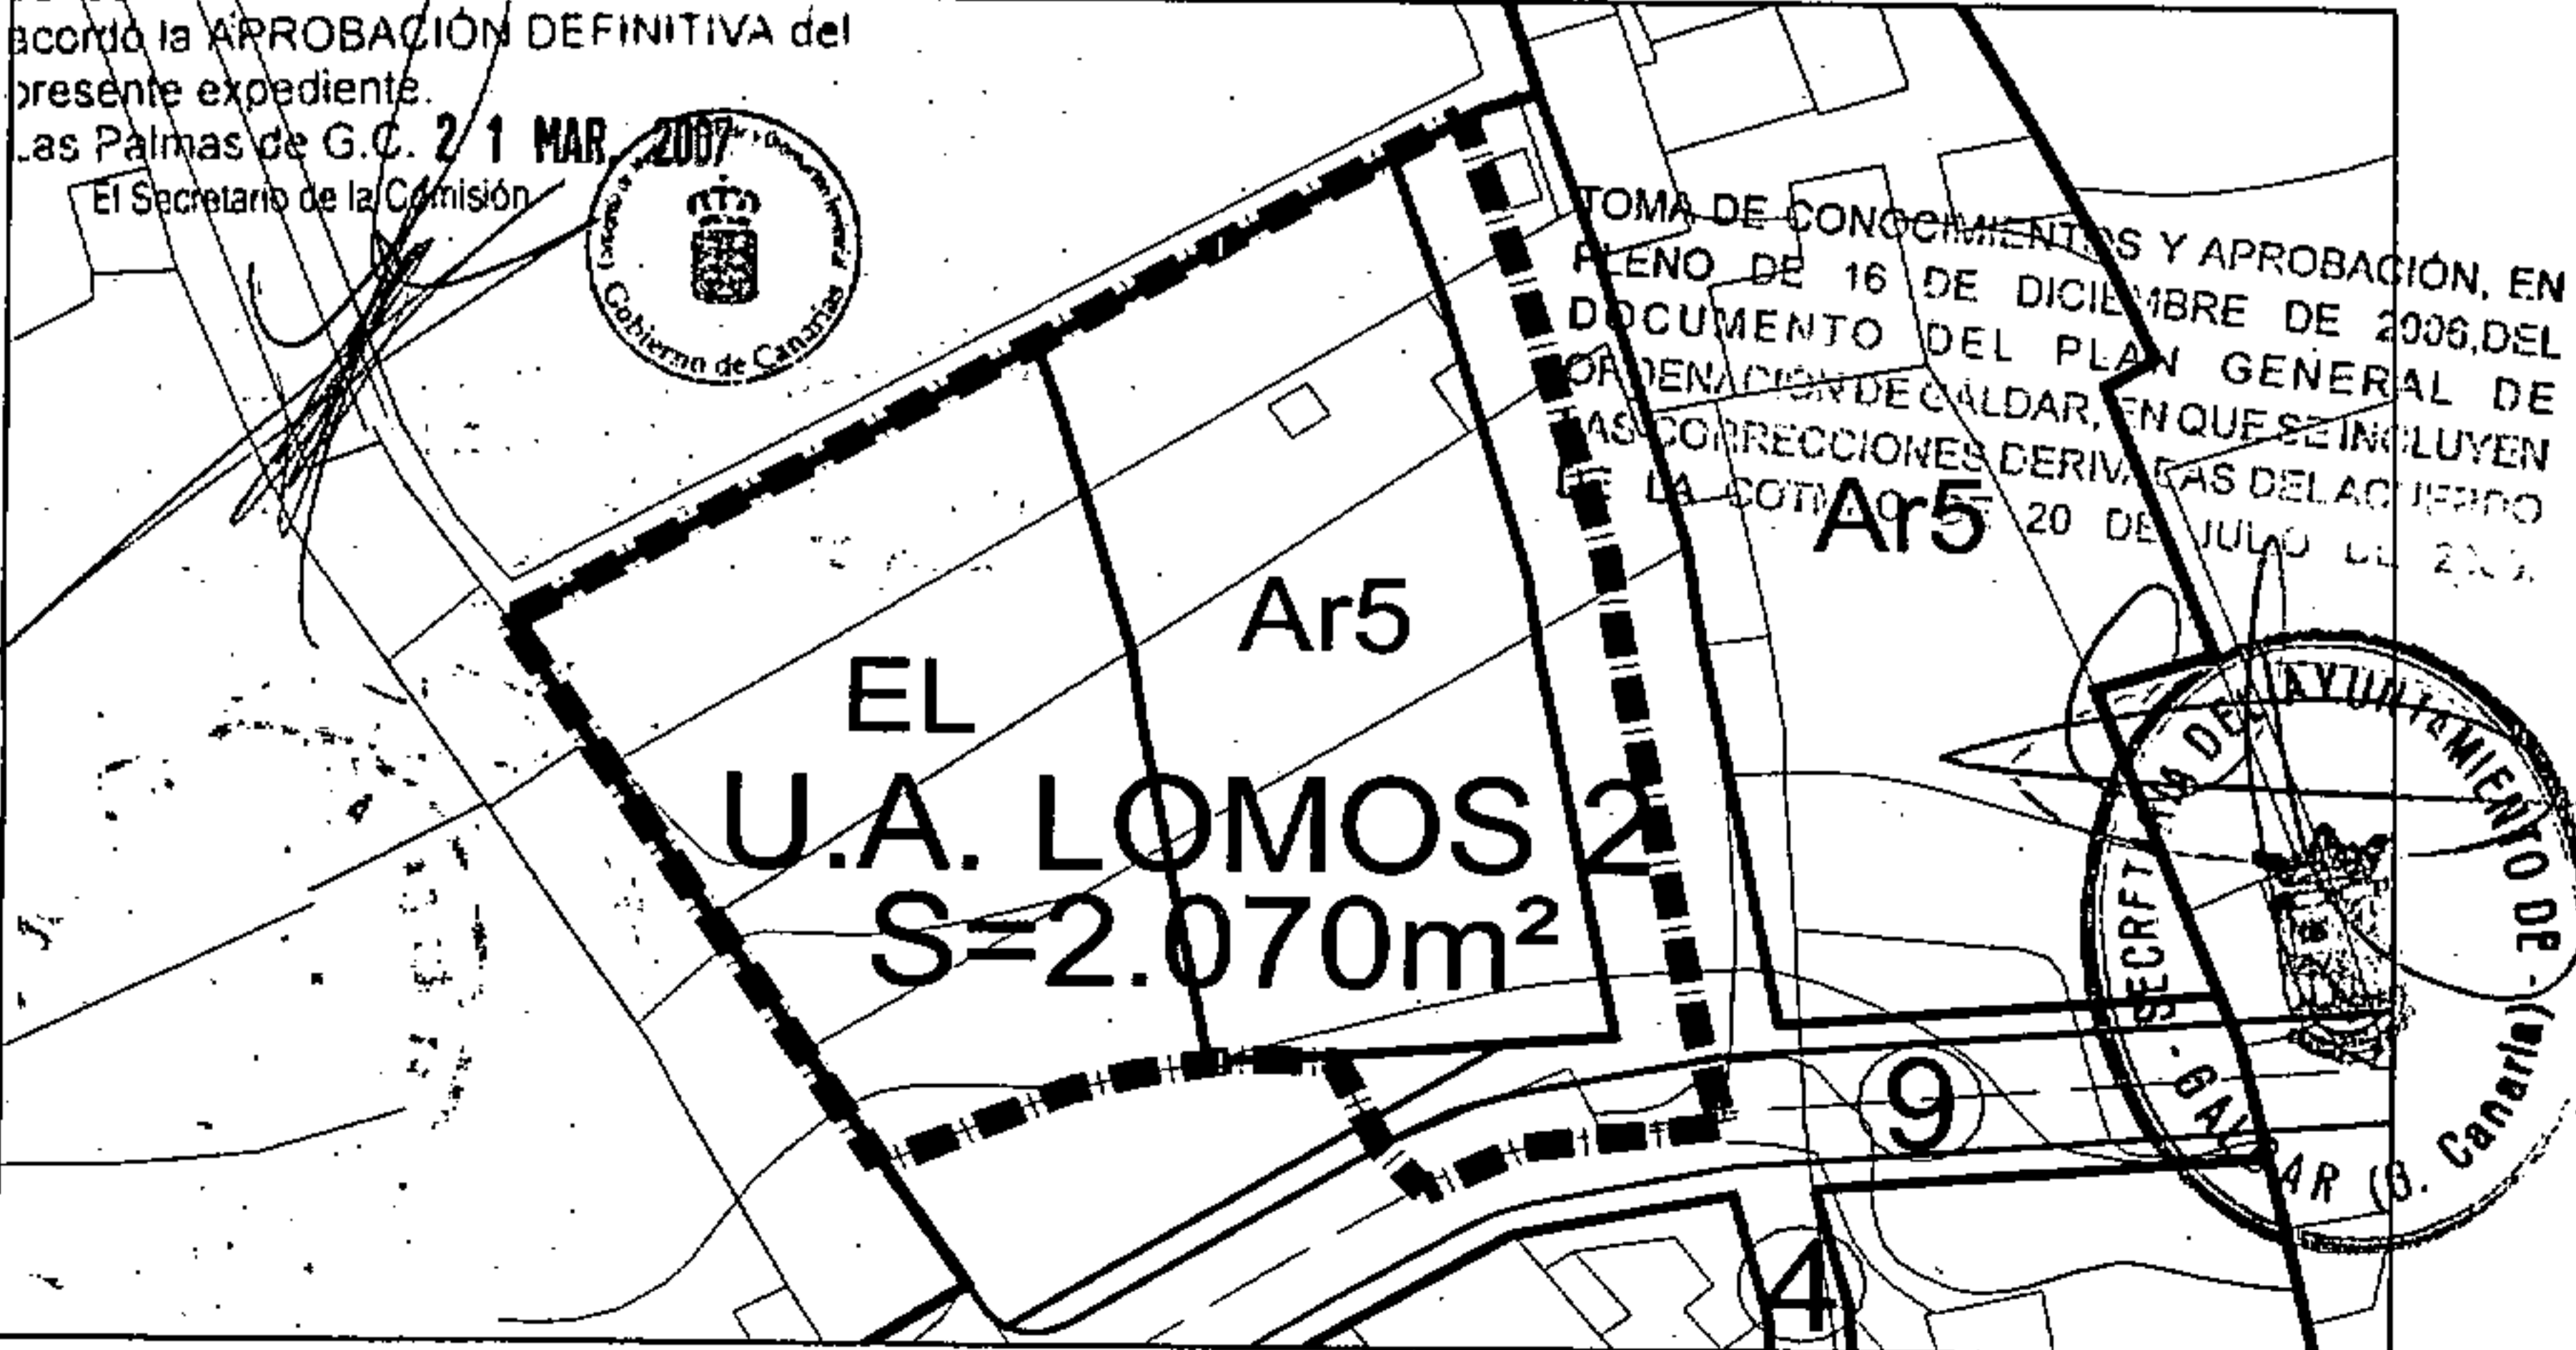 acordó la APROBACIÓN DEFINITIVA del
presente expediente.
Las Palmas de G.C. 21 MAR. 2007
El Secretario de la Comisión
Gobierno de Canarias
TOMA DE CONOCIMIENTOS Y APROBACIÓN, EN
PLENO DE 16 DE DICIEMBRE DE 2006, DEL
DOCUMENTO DEL PLAN GENERAL DE
ORDENACIÓN DE GALDAR, EN QUE SE INCLUYEN
LAS CORRECCIONES DERIVADAS DEL ACUERDO
DE LA COTMAC DE 20 DE JULIO DE
Ar5
Ar5
EL
U.A. LOMOS 2
S=2.070m²
9
4
AYUNTAMIENTO DE - GALDAR (G. Canaria)